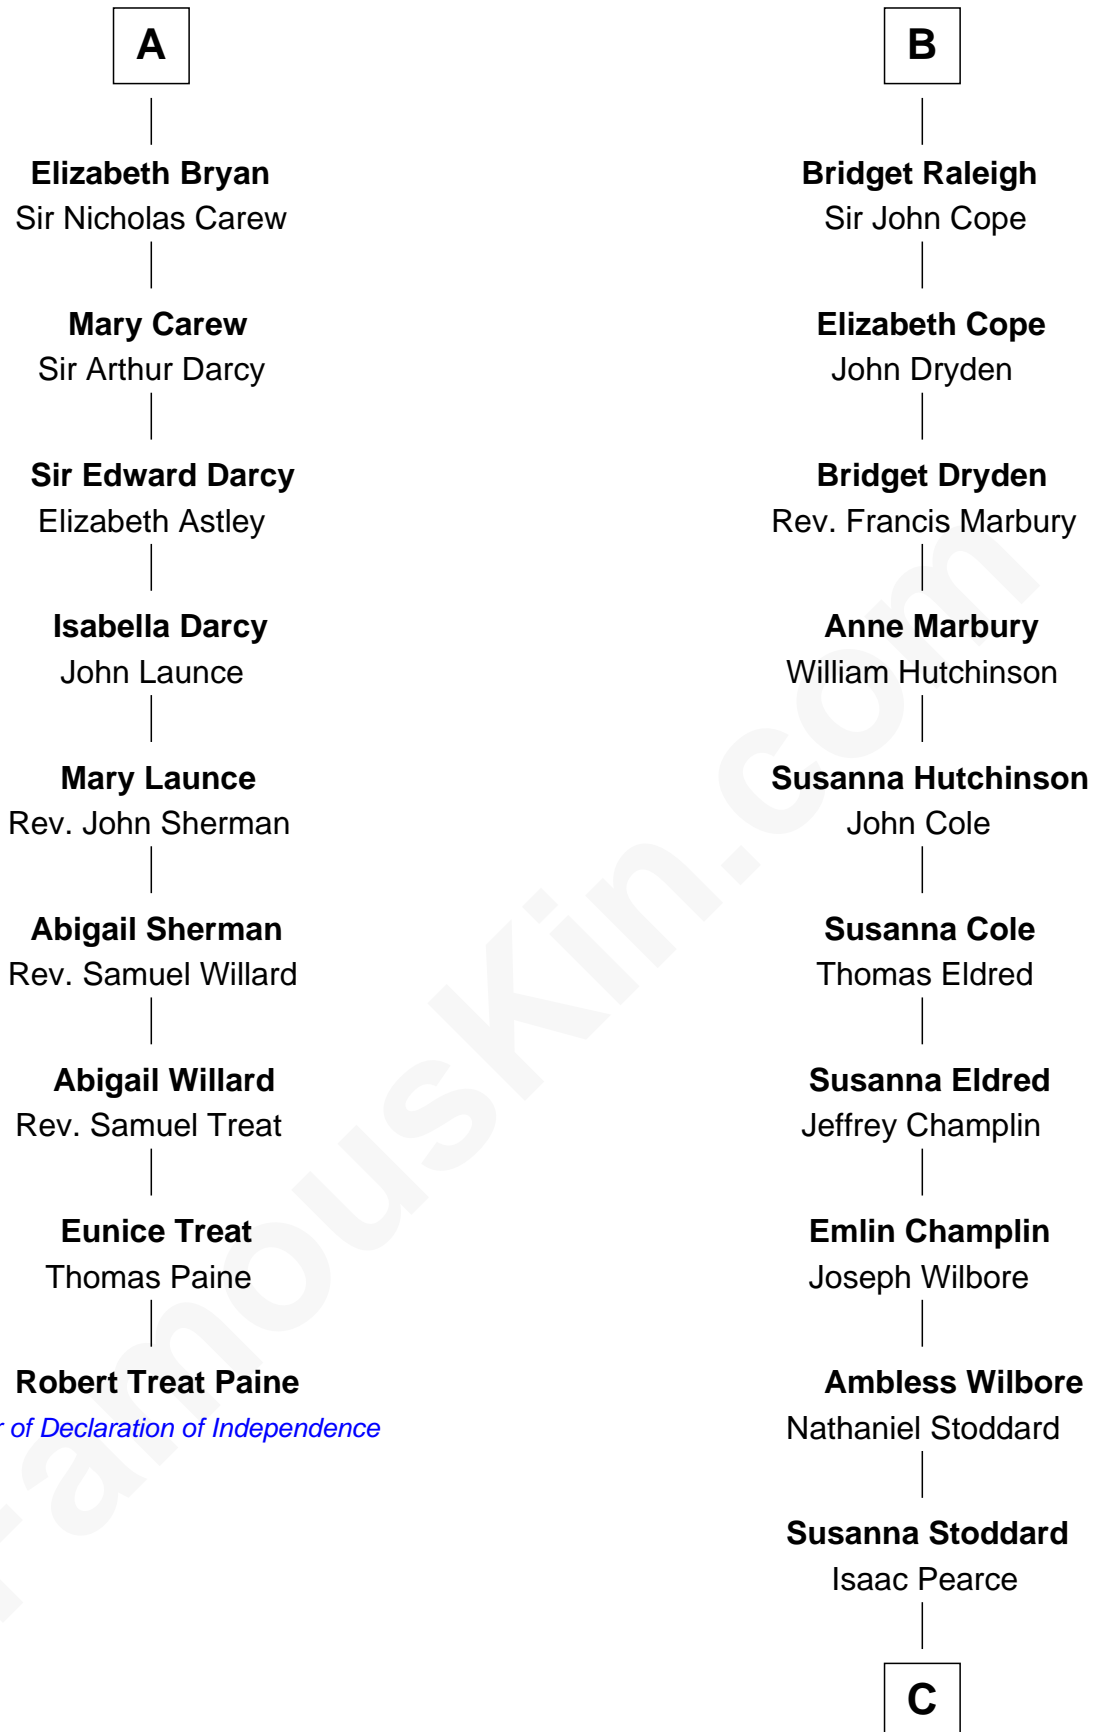 A
Elizabeth Bryan
Sir Nicholas Carew
Mary Carew
Sir Arthur Darcy
Sir Edward Darcy
Elizabeth Astley
Isabella Darcy
John Launce
Mary Launce
Rev. John Sherman
Abigail Sherman
Rev. Samuel Willard
Abigail Willard
Rev. Samuel Treat
Eunice Treat
Thomas Paine
Robert Treat Paine
of Declaration of Independence
B
Bridget Raleigh
Sir John Cope
Elizabeth Cope
John Dryden
Bridget Dryden
Rev. Francis Marbury
Anne Marbury
William Hutchinson
Susanna Hutchinson
John Cole
Susanna Cole
Thomas Eldred
Susanna Eldred
Jeffrey Champlin
Emlin Champlin
Joseph Wilbore
Ambless Wilbore
Nathaniel Stoddard
Susanna Stoddard
Isaac Pearce
C
FamousKin.com